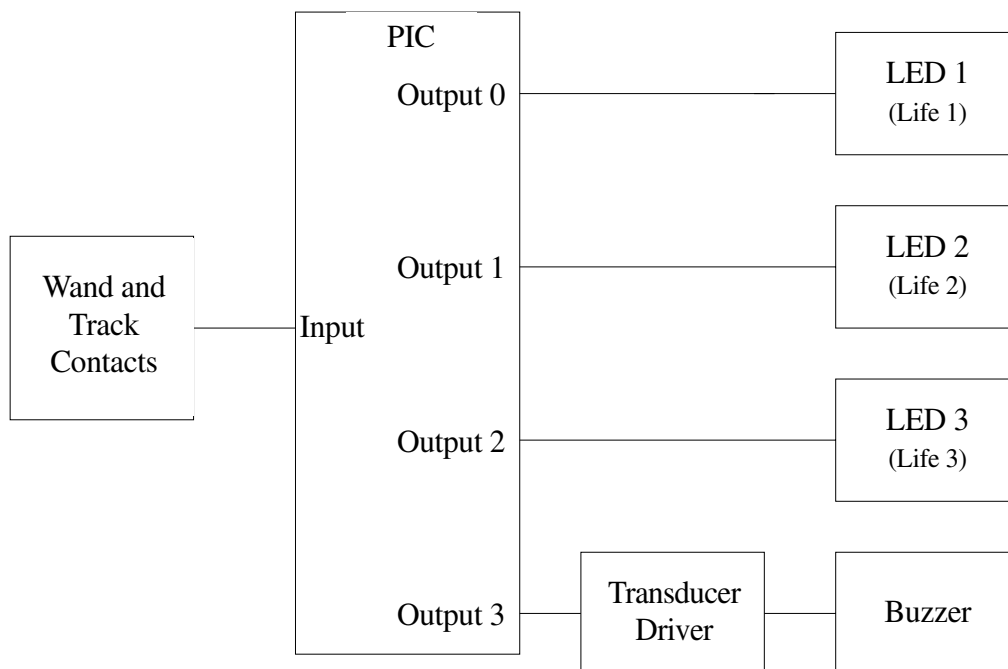 PIC
Output 0
LED 1
(Life 1)
Output 1
LED 2
(Life 2)
Wand and
Track
Contacts
Input
Output 2
LED 3
(Life 3)
Output 3
Transducer
Driver
Buzzer